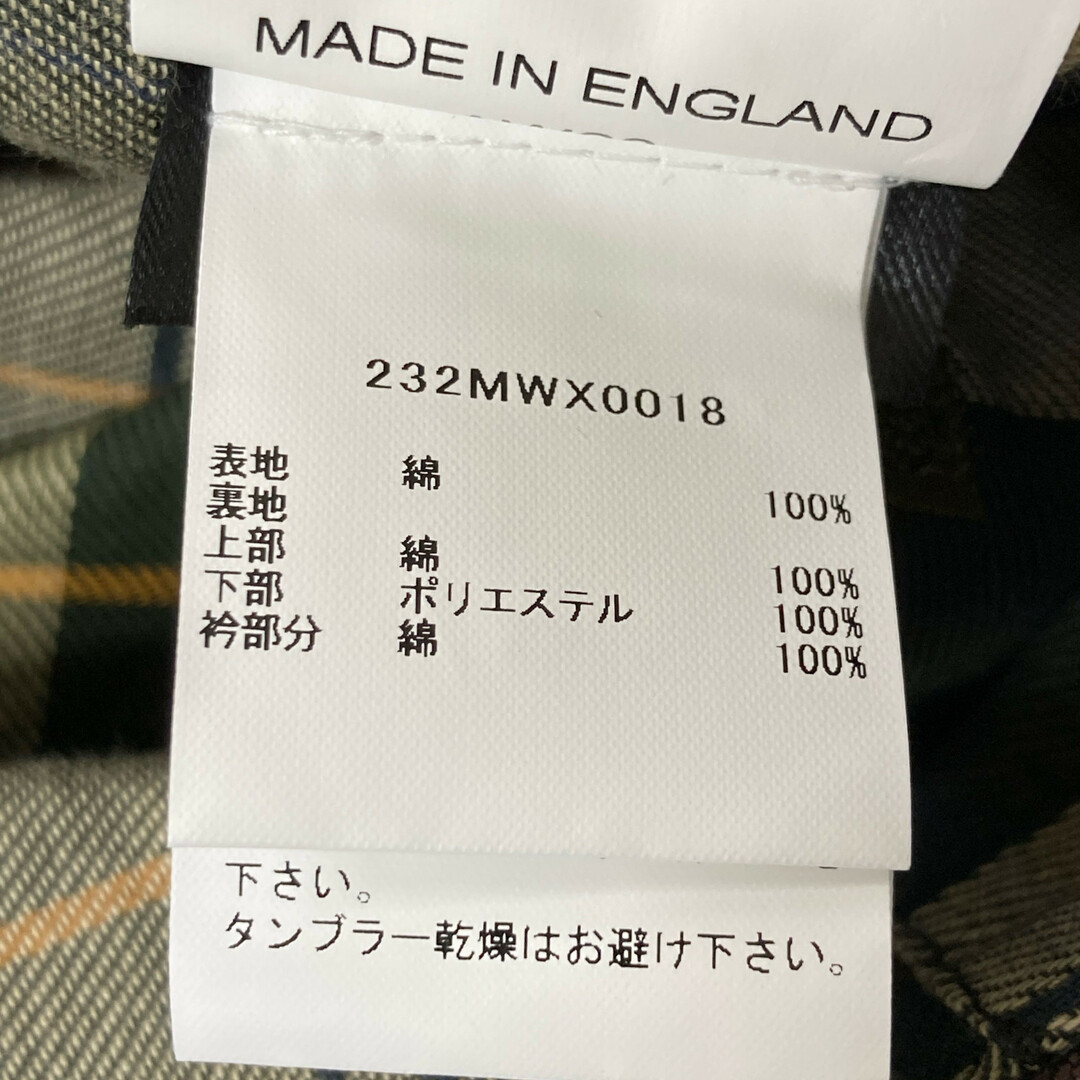 MADE IN ENGLAND
232MWX0018
表地 綿 100%
裏地
上部 綿 100%
下部 ポリエステル 100%
衿部分 綿 100%
下さい。
タンブラー乾燥はお避け下さい。